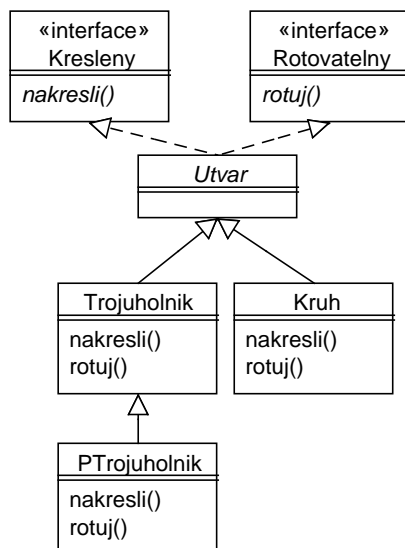 «interface»
Kresleny
nakresli()
«interface»
Rotovatelny
rotuj()
Utvar
Trojuholnik
nakresli()
rotuj()
Kruh
nakresli()
rotuj()
PTrojuholnik
nakresli()
rotuj()